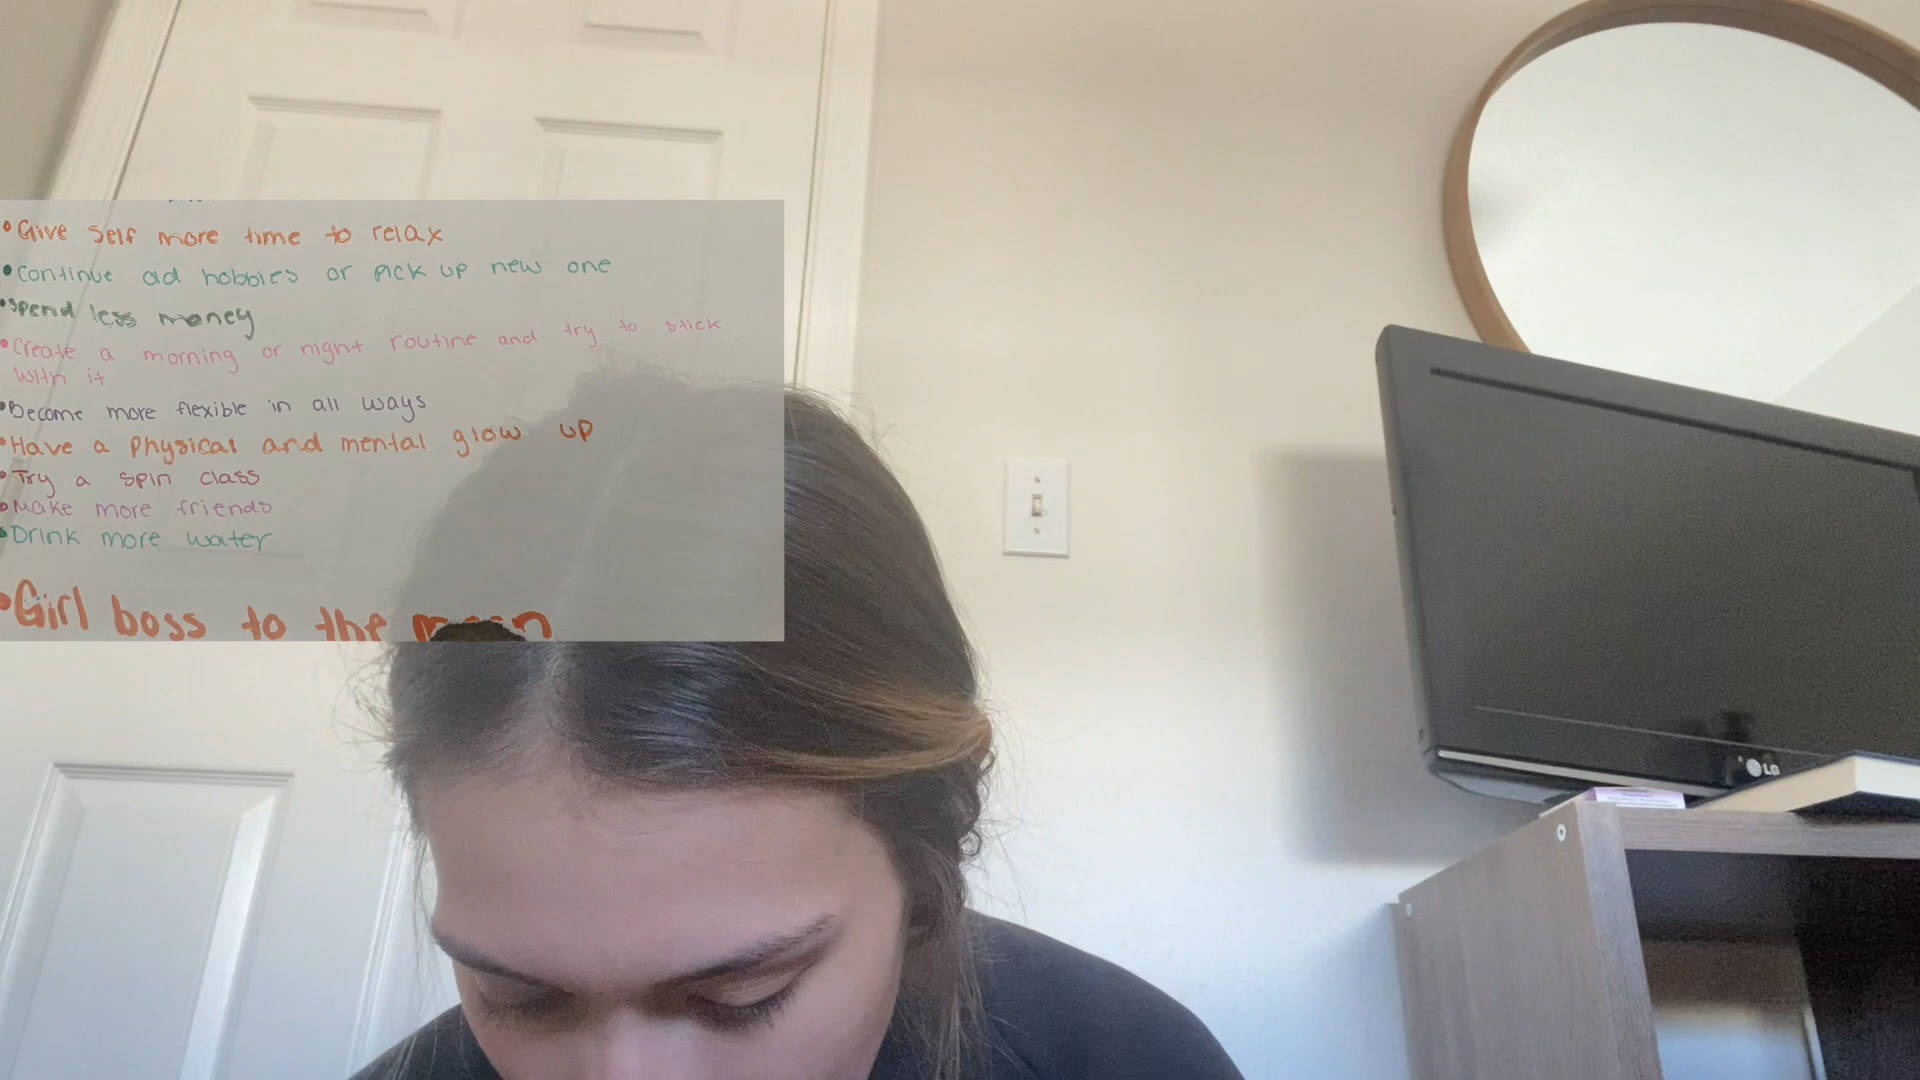 •Give self more time to relax
•Continue old hobbies or pick up new one
•Spend less money
•Create a morning or night routine and try to stick
with it
•Become more flexible in all ways
•Have a physical and mental glow up
•Try a spin class
•Make more friends
•Drink more water
•Girl boss to the moon
LG